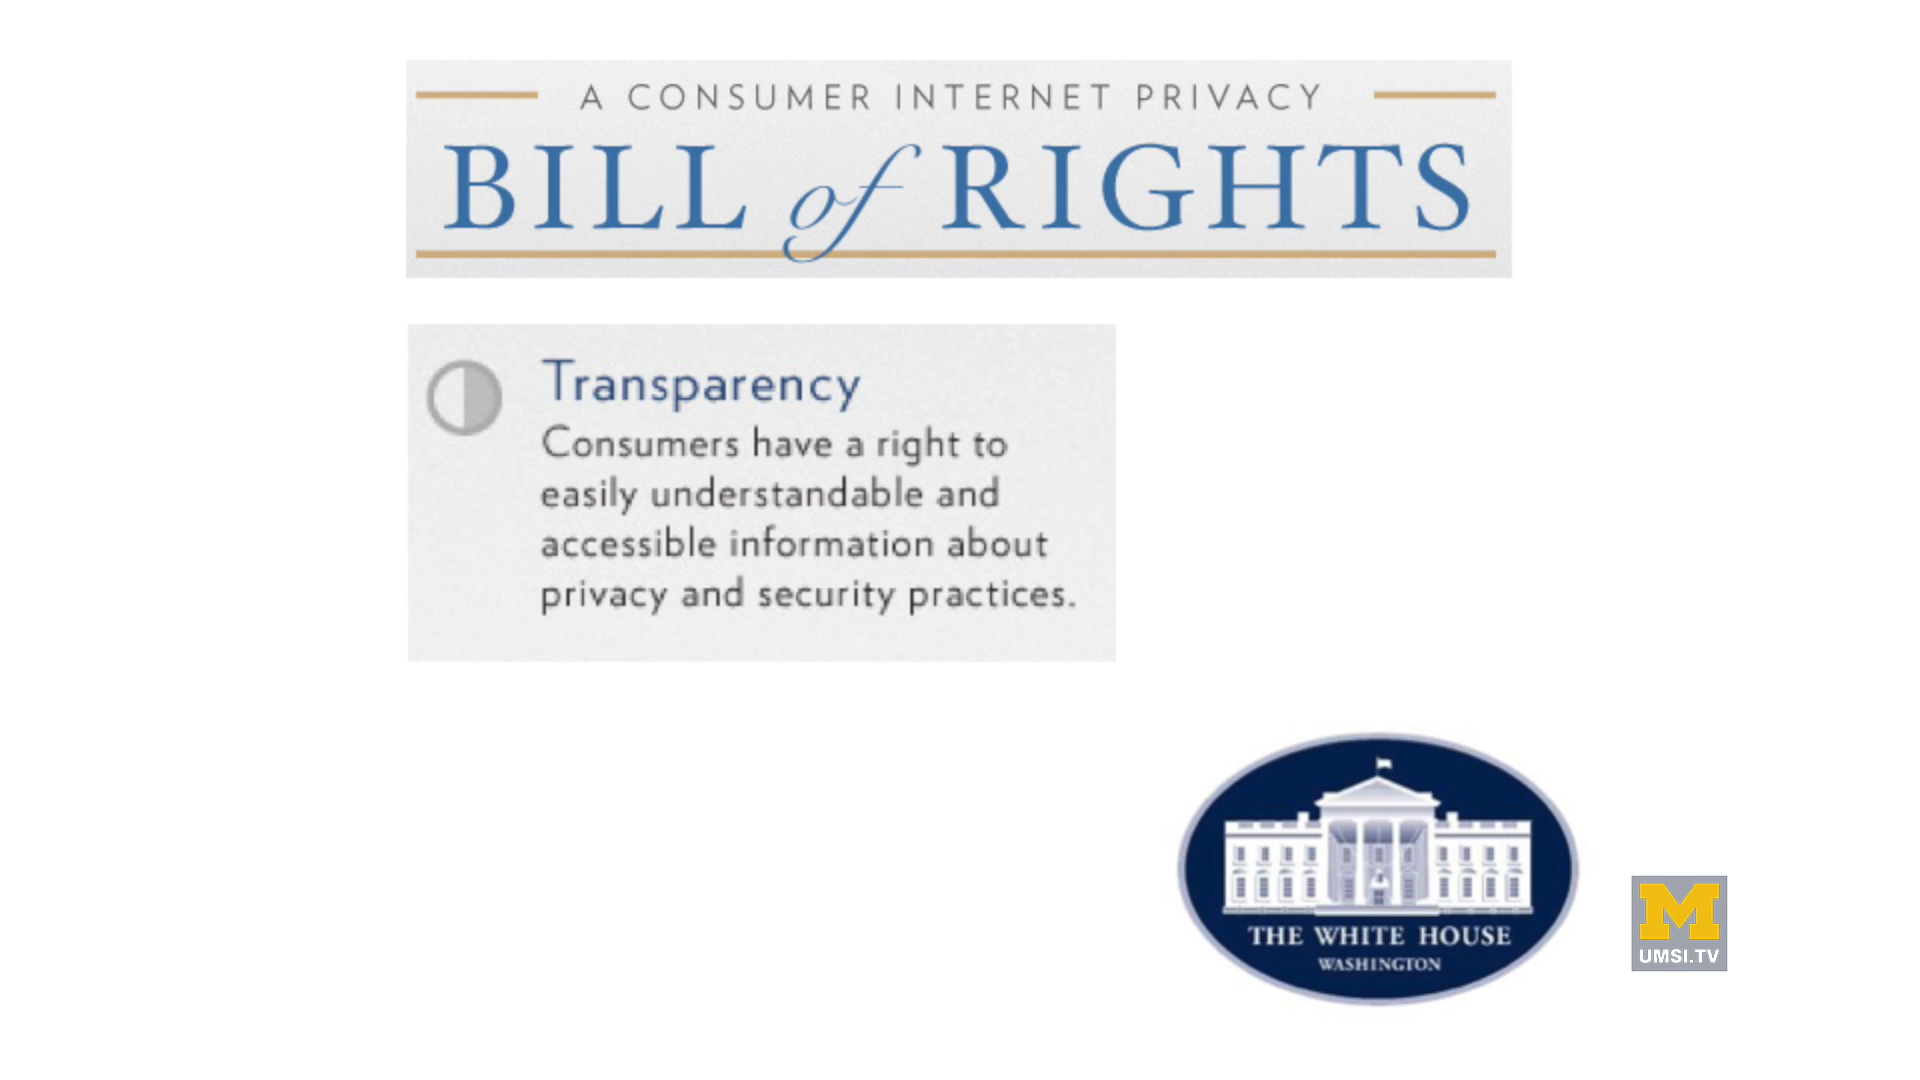 A CONSUMER INTERNET PRIVACY
BILL of RIGHTS
Transparency
Consumers have a right to
easily understandable and
accessible information about
privacy and security practices.
THE WHITE HOUSE
WASHINGTON
M
UMSI.TV